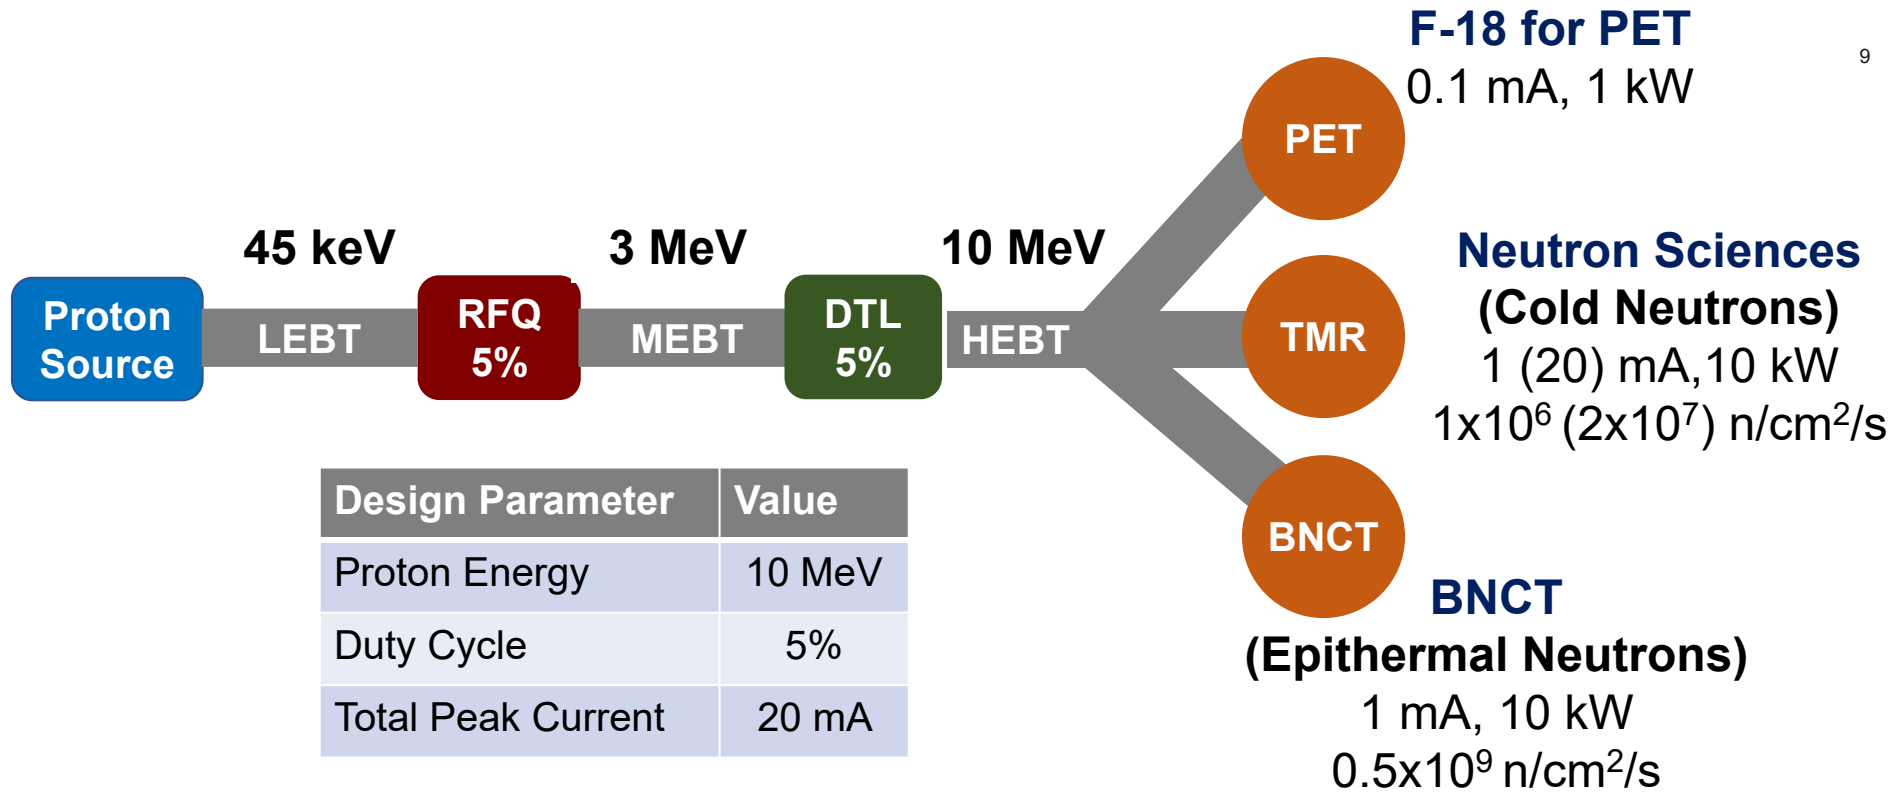 F-18 for PET
0.1 mA, 1 kW
9
PET
45 keV
3 MeV
10 MeV
Proton
Source
LEBT
RFQ
5%
MEBT
DTL
5%
HEBT
TMR
Neutron Sciences
(Cold Neutrons)
1 (20) mA,10 kW
1x10⁶ (2x10⁷) n/cm²/s
Design Parameter Value
Proton Energy 10 MeV
Duty Cycle 5%
Total Peak Current 20 mA
BNCT
BNCT
(Epithermal Neutrons)
1 mA, 10 kW
0.5x10⁹ n/cm²/s